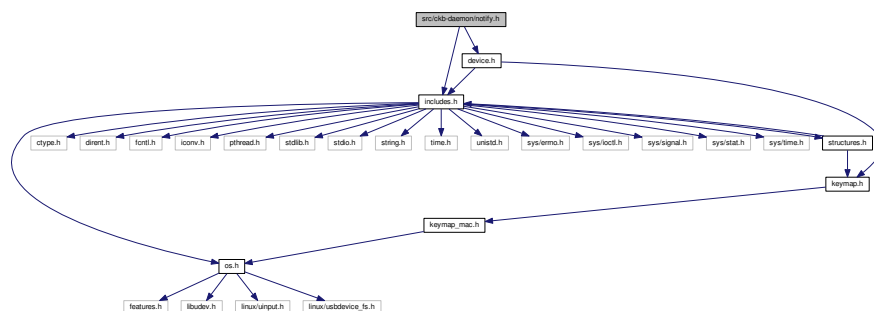 src/ckb-daemon/notify.h
device.h
includes.h
ctype.h
dirent.h
fcntl.h
iconv.h
pthread.h
stdlib.h
stdio.h
string.h
time.h
unistd.h
sys/errno.h
sys/ioctl.h
sys/signal.h
sys/stat.h
sys/time.h
structures.h
keymap.h
keymap_mac.h
os.h
features.h
libudev.h
linux/uinput.h
linux/usbdevice_fs.h